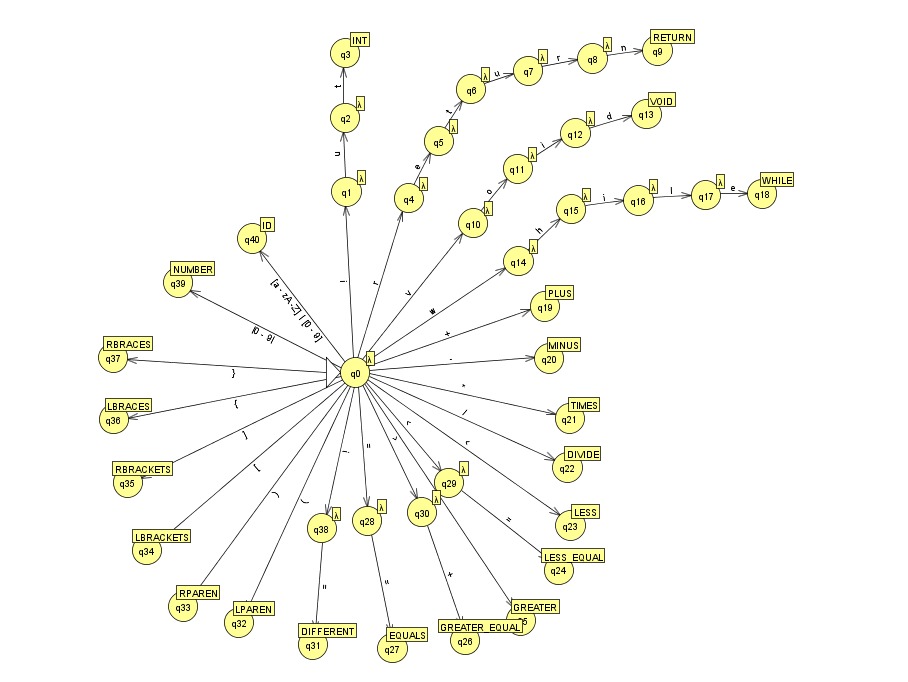 INT
q3
t
λ
q2
n
λ
q1
i
RETURN
q9
n
λ
q8
r
λ
q7
u
λ
q6
t
λ
q5
e
λ
q4
r
VOID
q13
d
λ
q12
i
λ
q11
o
λ
q10
v
WHILE
q18
e
λ
q17
l
λ
q16
i
λ
q15
h
λ
q14
w
ID
q40
[a - zA -Z] | [0 - 9]
NUMBER
q39
[0 - 9]
PLUS
q19
+
MINUS
q20
-
TIMES
q21
*
DIVIDE
q22
/
LESS
q23
<
λ
q0
RBRACES
q37
}
LBRACES
q36
{
RBRACKETS
q35
]
LBRACKETS
q34
[
RPAREN
q33
)
LPAREN
q32
(
λ
q38
!
=
DIFFERENT
q31
λ
q28
=
=
EQUALS
q27
λ
q30
>
GREATER_EQUAL
q26
λ
q29
<
=
LESS_EQUAL
q24
GREATER